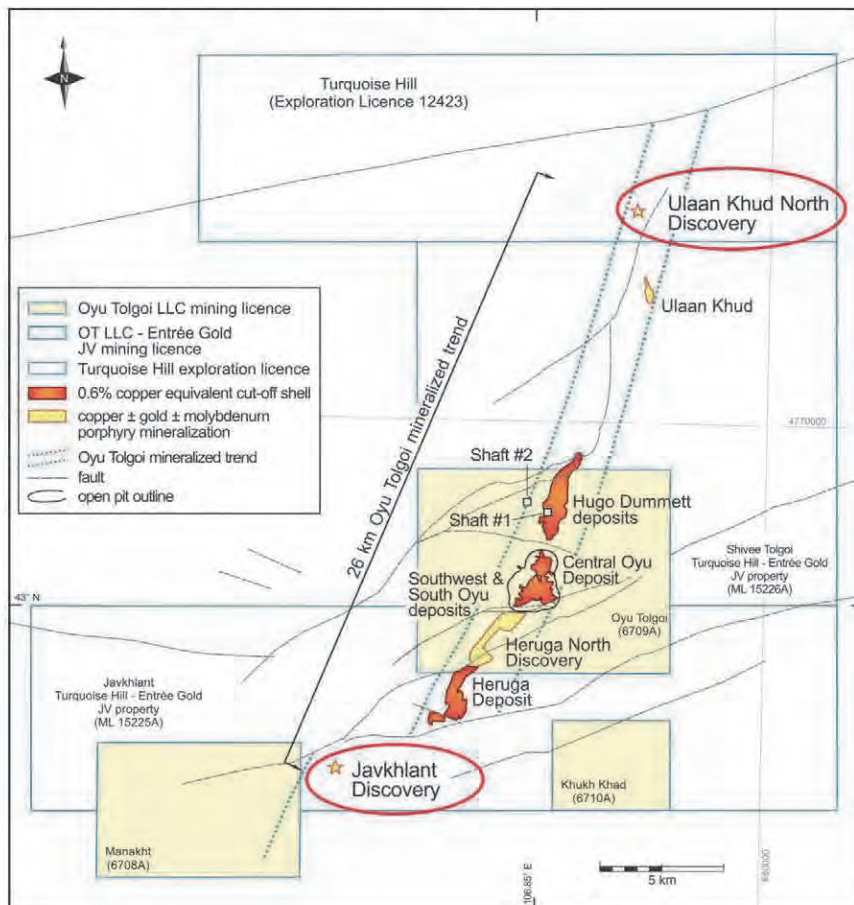 N
Turquoise Hill
(Exploration Licence 12423)
Ulaan Khud North
Discovery
Ulaan Khud
Oyu Tolgoi LLC mining licence
OT LLC - Entrée Gold
JV mining licence
Turquoise Hill exploration licence
0.6% copper equivalent cut-off shell
copper ± gold ± molybdenum
porphyry mineralization
Oyu Tolgoi mineralized trend
fault
open pit outline
26 km Oyu Tolgoi mineralized trend
4770000
Shaft #2
Shaft #1
Hugo Dummett
deposits
Central Oyu
Deposit
Southwest &
South Oyu
deposits
Shivee Tolgoi
Turquoise Hill - Entrée Gold
JV property
(ML 15226A)
43° N
Oyu Tolgoi
(6709A)
Heruga North
Discovery
Heruga
Deposit
Javkhlant
Turquoise Hill - Entrée Gold
JV property
(ML 15225A)
Javkhlant
Discovery
Khukh Khad
(6710A)
Manakht
(6708A)
106.85° E
5 km